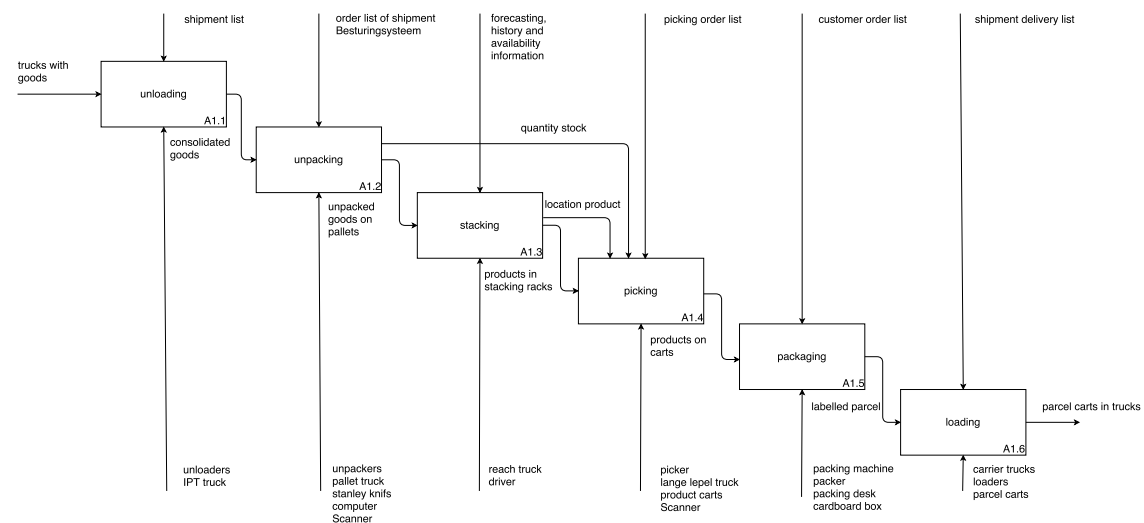 shipment list
order list of shipment
Besturingsysteem
forecasting,
history and
availability
information
picking order list
customer order list
shipment delivery list
trucks with
goods
unloading
A1.1
consolidated
goods
quantity stock
unpacking
A1.2
unpacked
goods on
pallets
location product
stacking
A1.3
products in
stacking racks
picking
A1.4
products on
carts
packaging
A1.5
labelled parcel
parcel carts in trucks
loading
A1.6
unloaders
IPT truck
unpackers
pallet truck
stanley knifs
computer
Scanner
reach truck
driver
picker
lange lepel truck
product carts
Scanner
packing machine
packer
packing desk
cardboard box
carrier trucks
loaders
parcel carts